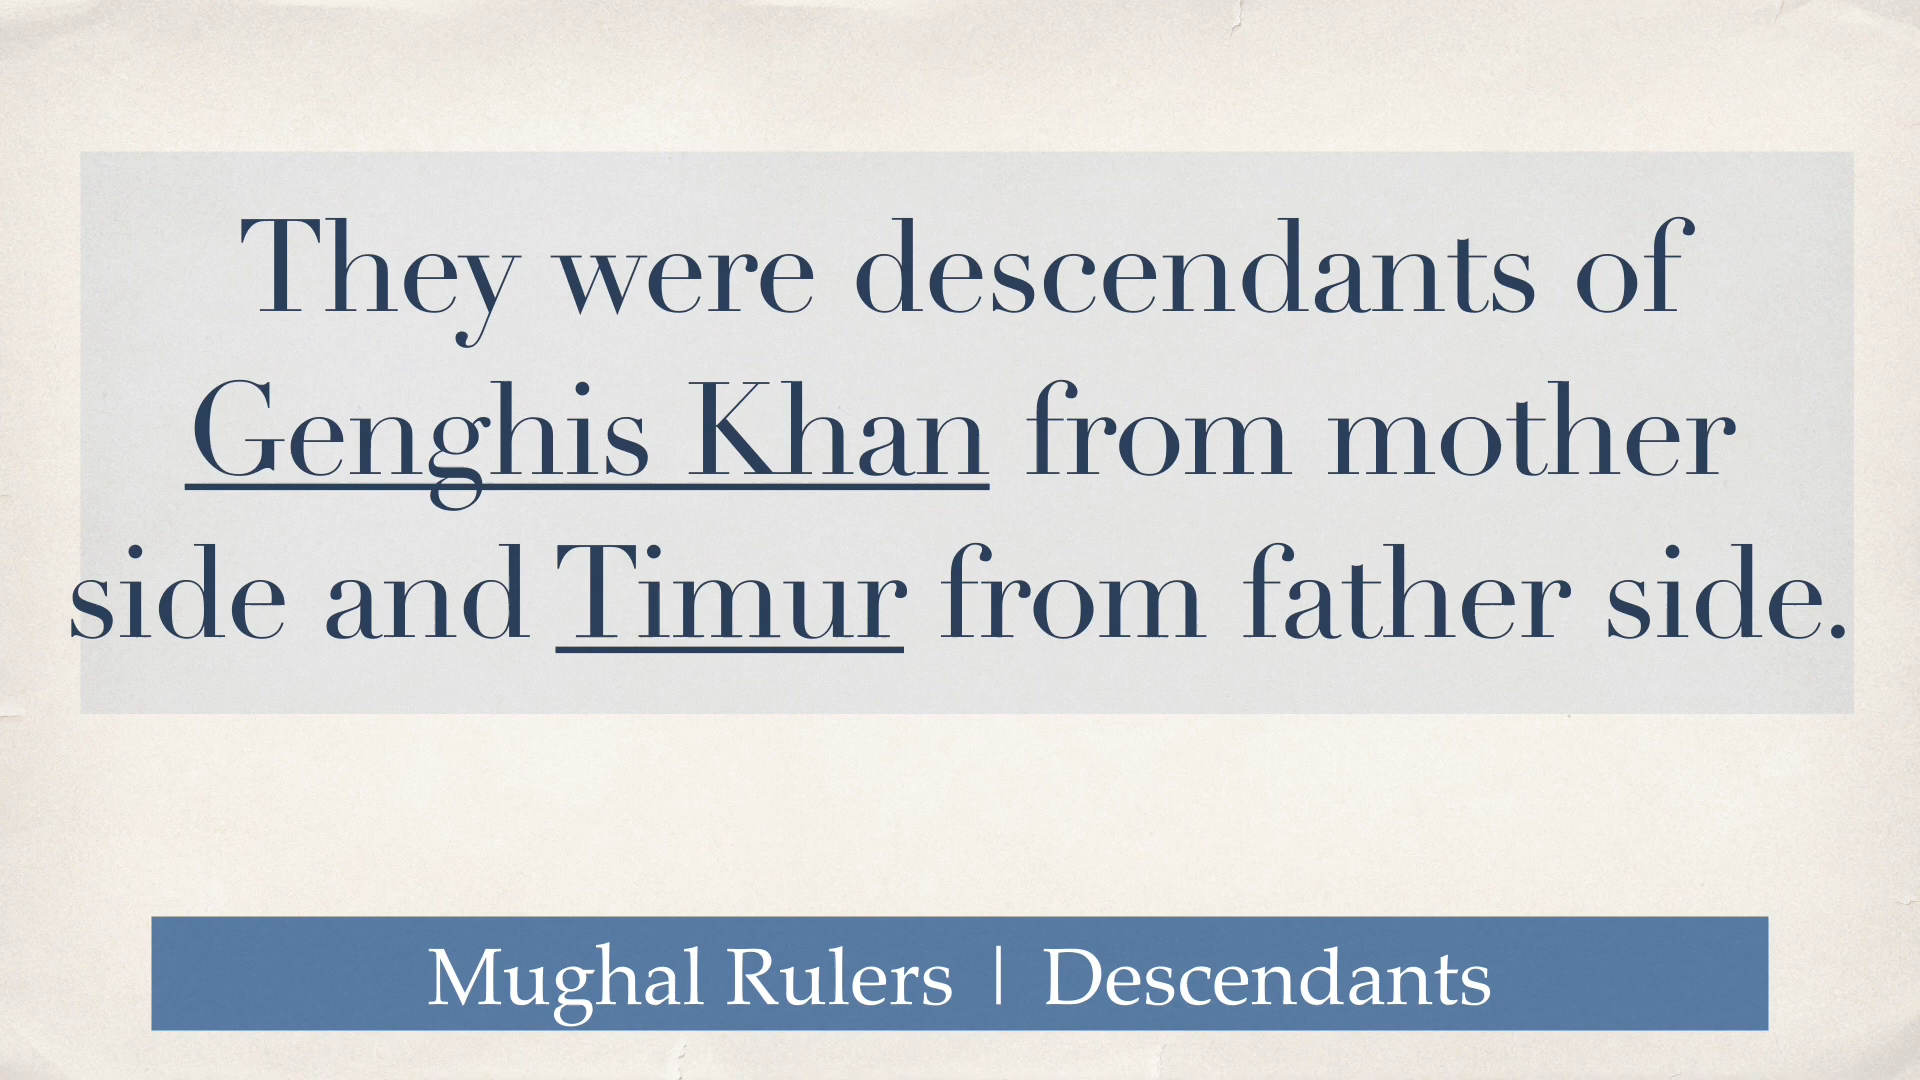 They were descendants of
Genghis Khan from mother
side and Timur from father side.
Mughal Rulers | Descendants